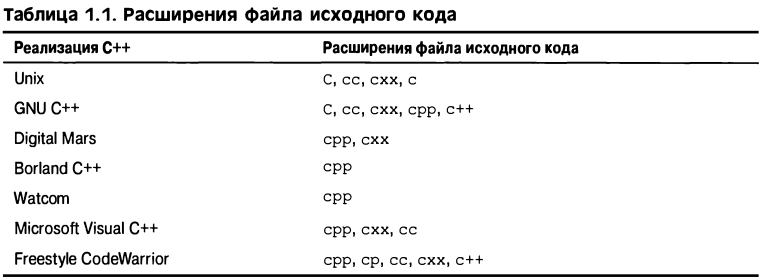 Таблица 1.1. Расширения файла исходного кода
Реализация C++ Расширения файла исходного кода
Unix C, cc, cxx, c
GNU C++ C, cc, cxx, cpp, c++
Digital Mars cpp, cxx
Borland C++ cpp
Watcom cpp
Microsoft Visual C++ cpp, cxx, cc
Freestyle CodeWarrior cpp, cp, cc, cxx, c++